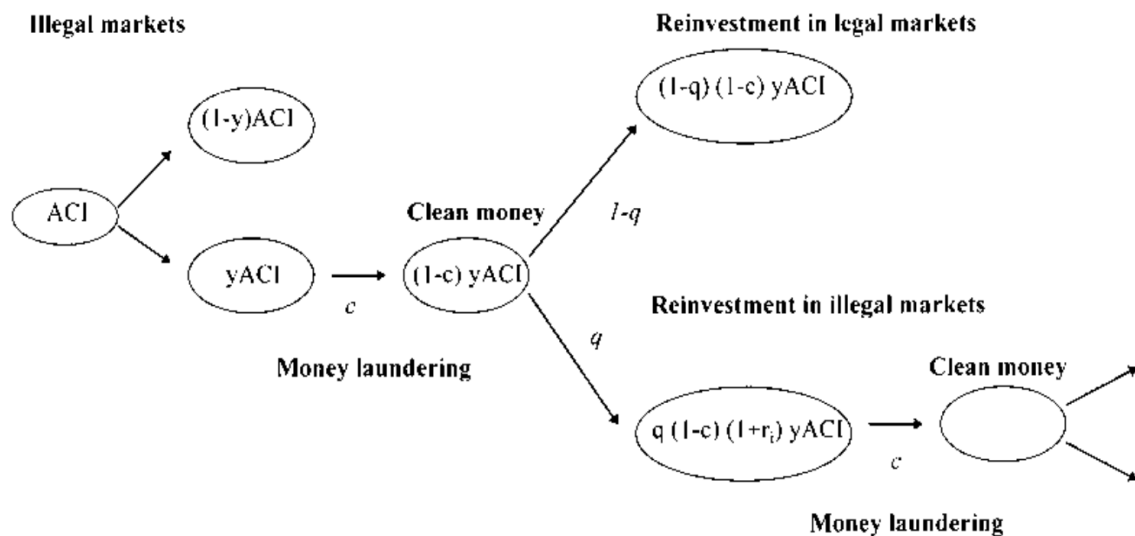 Illegal markets
Reinvestment in legal markets
(1-q) (1-c) yACI
(1-y)ACI
ACI
Clean money
1-q
yACI
(1-c) yACI
c
Reinvestment in illegal markets
q
Money laundering
Clean money
q (1-c) (1+rᵢ) yACI
c
Money laundering